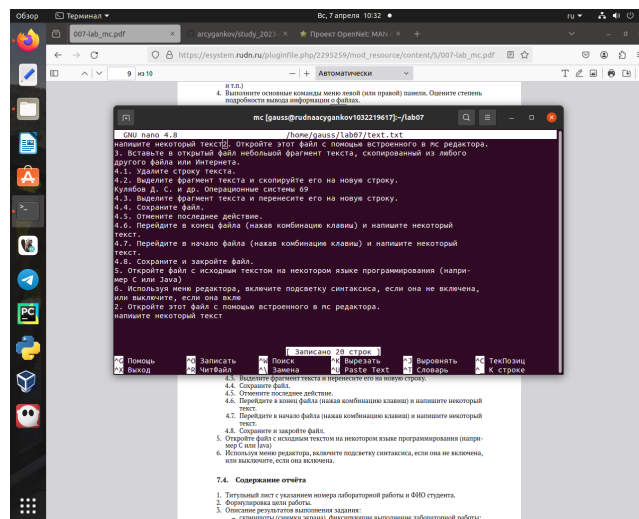 Обзор
Терминал ▾
Вс, 7 апреля 10:32
ru ▾
007-lab_mc.pdf ×
arcygankov/study_2023- ×
Проект OpenNet: MAN ×
+
https://esystem.rudn.ru/pluginfile.php/2295259/mod_resource/content/5/007-lab_mc.pdf
9 из 10
— +
Автоматически
и т.п.)
4. Выполните основные команды меню левой (или правой) панели. Оцените степень
подробности вывода информации о файлах.
mc [gauss@rudnaacygankov1032219617]:~/lab07
GNU nano 4.8 /home/gauss/lab07/text.txt
напишите некоторый текст2. Откройте этот файл с помощью встроенного в mc редактора.
3. Вставьте в открытый файл небольшой фрагмент текста, скопированный из любого
другого файла или Интернета.
4.1. Удалите строку текста.
4.2. Выделите фрагмент текста и скопируйте его на новую строку.
Кулябов Д. С. и др. Операционные системы 69
4.3. Выделите фрагмент текста и перенесите его на новую строку.
4.4. Сохраните файл.
4.5. Отмените последнее действие.
4.6. Перейдите в конец файла (нажав комбинацию клавиш) и напишите некоторый
текст.
4.7. Перейдите в начало файла (нажав комбинацию клавиш) и напишите некоторый
текст.
4.8. Сохраните и закройте файл.
5. Откройте файл с исходным текстом на некотором языке программирования (напри-
мер C или Java)
6. Используя меню редактора, включите подсветку синтаксиса, если она не включена,
или выключите, если она вклю
2. Откройте этот файл с помощью встроенного в mc редактора.
напишите некоторый текст
[ Записано 20 строк ]
^G Помощь ^O Записать ^W Поиск ^K Вырезать ^J Выровнять ^C ТекПозиц
^X Выход ^R ЧитФайл ^\ Замена ^U Paste Text ^T Словарь ^_ К строке
4.3. Выделите фрагмент текста и перенесите его на новую строку.
4.4. Сохраните файл.
4.5. Отмените последнее действие.
4.6. Перейдите в конец файла (нажав комбинацию клавиш) и напишите некоторый
текст.
4.7. Перейдите в начало файла (нажав комбинацию клавиш) и напишите некоторый
текст.
4.8. Сохраните и закройте файл.
5. Откройте файл с исходным текстом на некотором языке программирования (напри-
мер C или Java)
6. Используя меню редактора, включите подсветку синтаксиса, если она не включена,
или выключите, если она включена.
7.4. Содержание отчёта
1. Титульный лист с указанием номера лабораторной работы и ФИО студента.
2. Формулировка цели работы.
3. Описание результатов выполнения задания:
– скриншоты (снимки экрана), фиксирующие выполнение лабораторной работы;